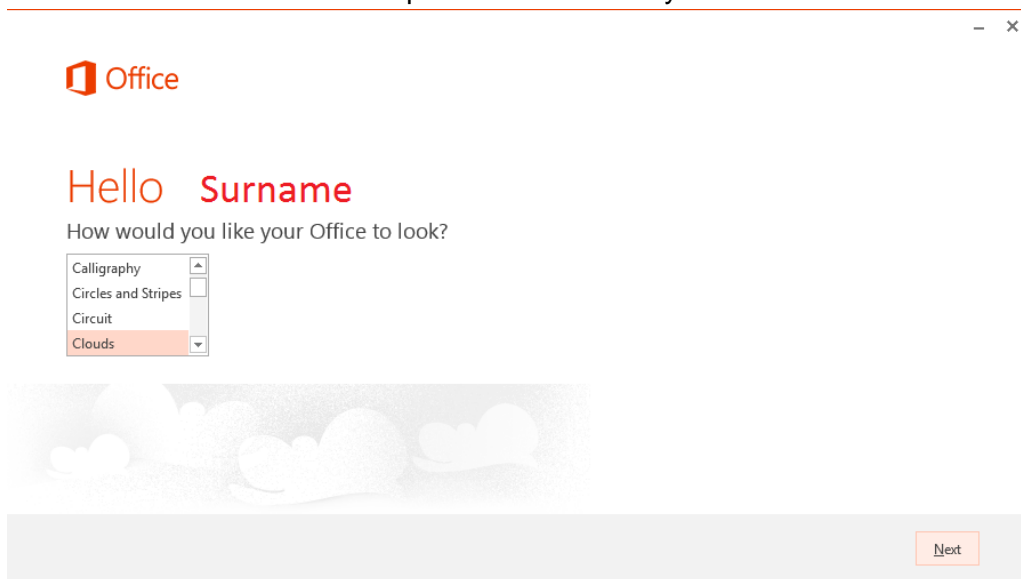 Office
Hello Surname
How would you like your Office to look?
Calligraphy
Circles and Stripes
Circuit
Clouds
Next